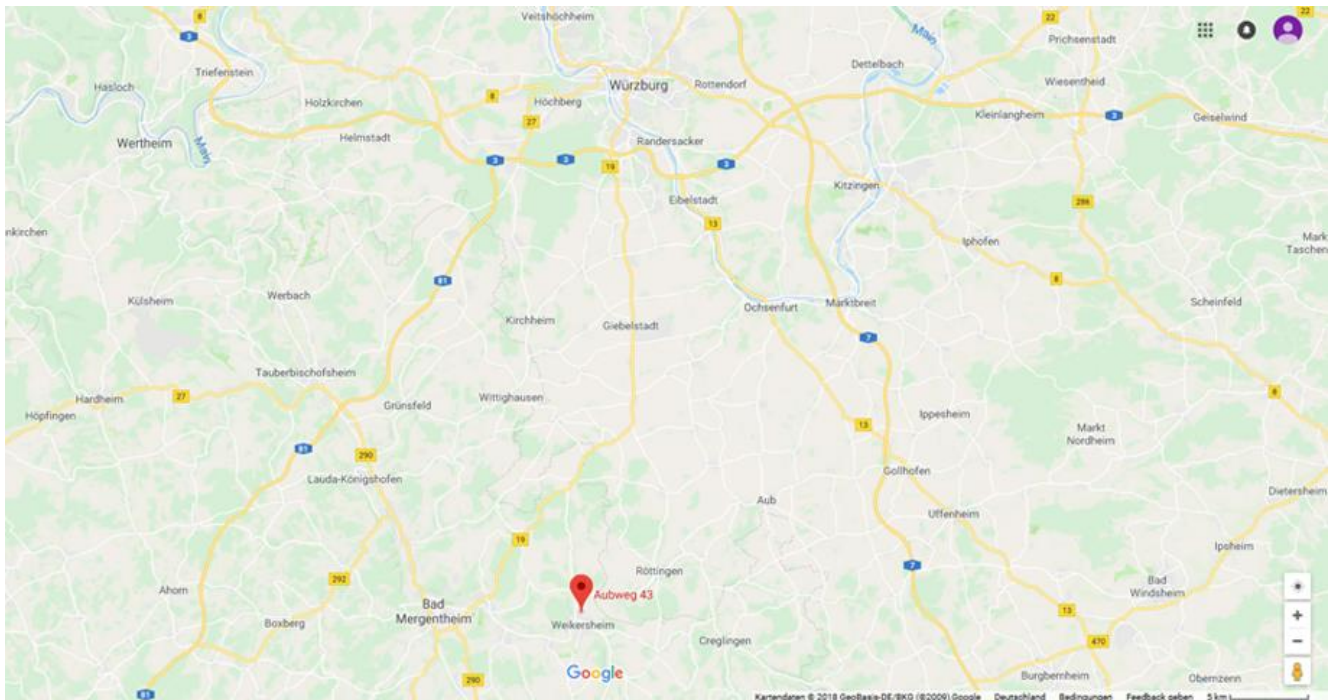 8
22
22
Veitshöchheim
3
Main
Prichsenstadt
Triefenstein
Dettelbach
Hasloch
Würzburg
Rottendorf
Wiesentheid
Holzkirchen
8
Höchberg
Kleinlangheim
3
Geiselwind
27
Wertheim
Main
Helmstadt
Randersacker
3
3
3
19
Kitzingen
Eibelstadt
286
13
nkirchen
Iphofen
Mark
Taschen
81
8
Külsheim
Werbach
Scheinfeld
Kirchheim
Giebelstadt
Ochsenfurt
Marktbreit
7
Tauberbischofsheim
27
Hardheim
Grünsfeld
Wittighausen
8
Höpfingen
Ippesheim
13
Markt
Nordheim
81
290
Lauda-Königshofen
Gollhofen
Aub
Dietersheim
Uffenheim
19
Ipsheim
7
Röttingen
292
Bad
Windsheim
Ahorn
Aubweg 43
Bad
Mergentheim
Boxberg
Weikersheim
13
Creglingen
470
Google
290
Burgbernheim
Obernzenn
81
Kartendaten © 2018 GeoBasis-DE/BKG (©2009) Google Deutschland Bedingungen Feedback geben 5 km